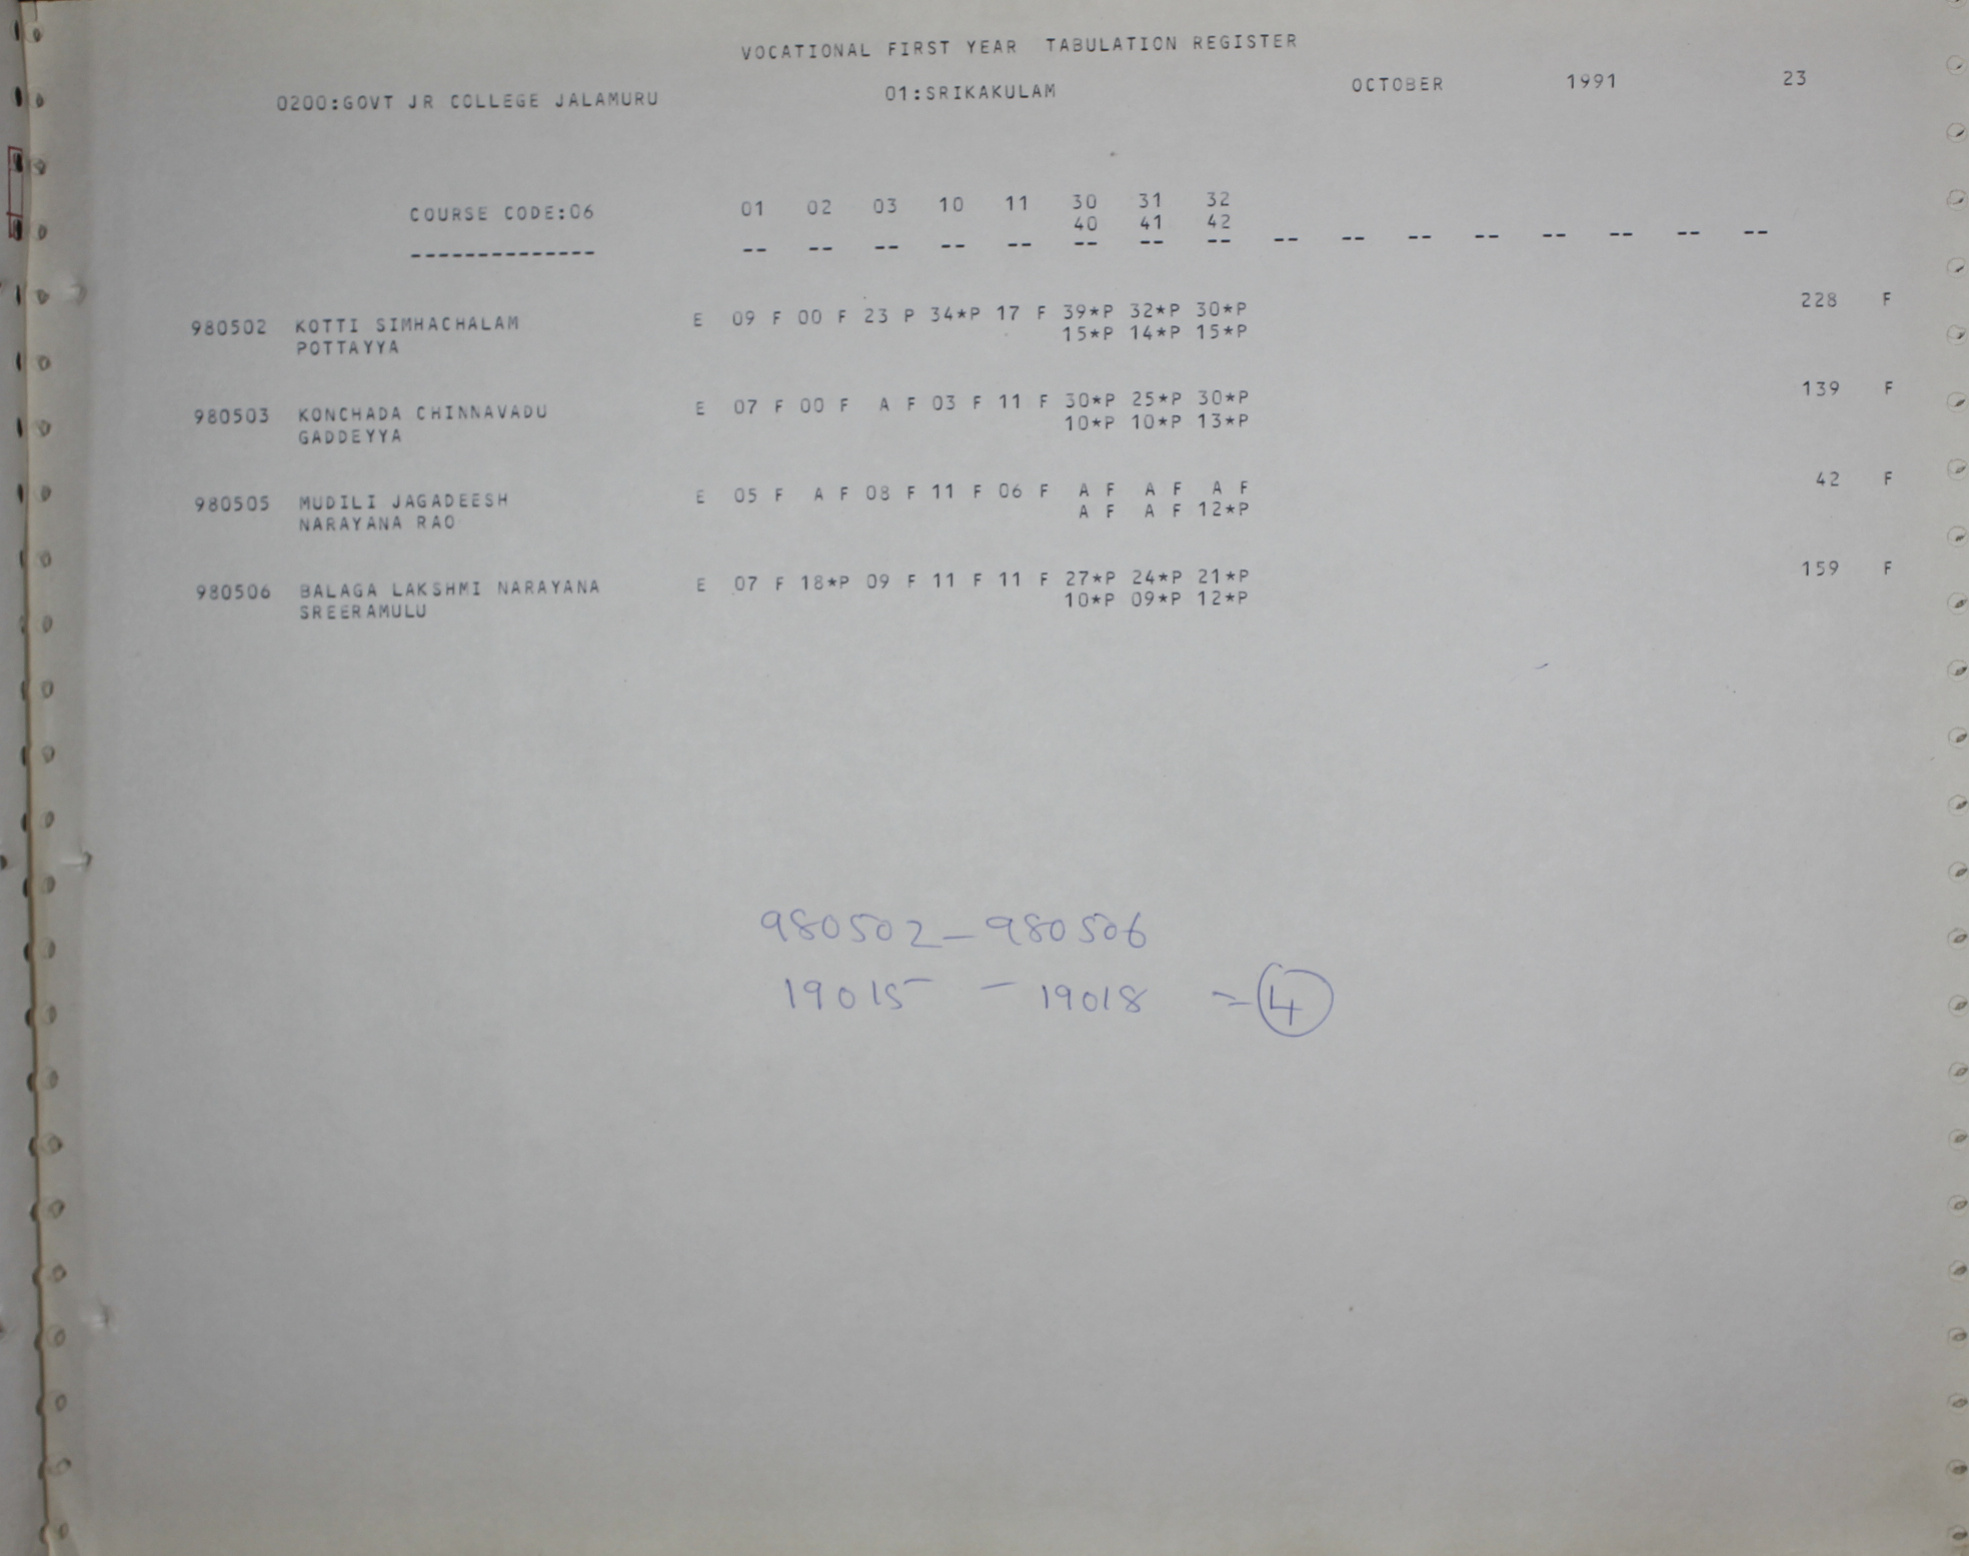 VOCATIONAL FIRST YEAR TABULATION REGISTER
0200:GOVT JR COLLEGE JALAMURU 01:SRIKAKULAM OCTOBER 1991 23
COURSE CODE:06 01 02 03 10 11 30 31 32
40 41 42
-------------- -- -- -- -- -- -- -- -- -- -- -- -- -- -- -- --
980502 KOTTI SIMHACHALAM E 09 F 00 F 23 P 34*P 17 F 39*P 32*P 30*P 228 F
POTTAYYA 15*P 14*P 15*P
980503 KONCHADA CHINNAVADU E 07 F 00 F A F 03 F 11 F 30*P 25*P 30*P 139 F
GADDEYYA 10*P 10*P 13*P
980505 MUDILI JAGADEESH E 05 F A F 08 F 11 F 06 F A F A F A F 42 F
NARAYANA RAO A F A F 12*P
980506 BALAGA LAKSHMI NARAYANA E 07 F 18*P 09 F 11 F 11 F 27*P 24*P 21*P 159 F
SREERAMULU 10*P 09*P 12*P
980502 - 980506
19015 - 19018 = 4